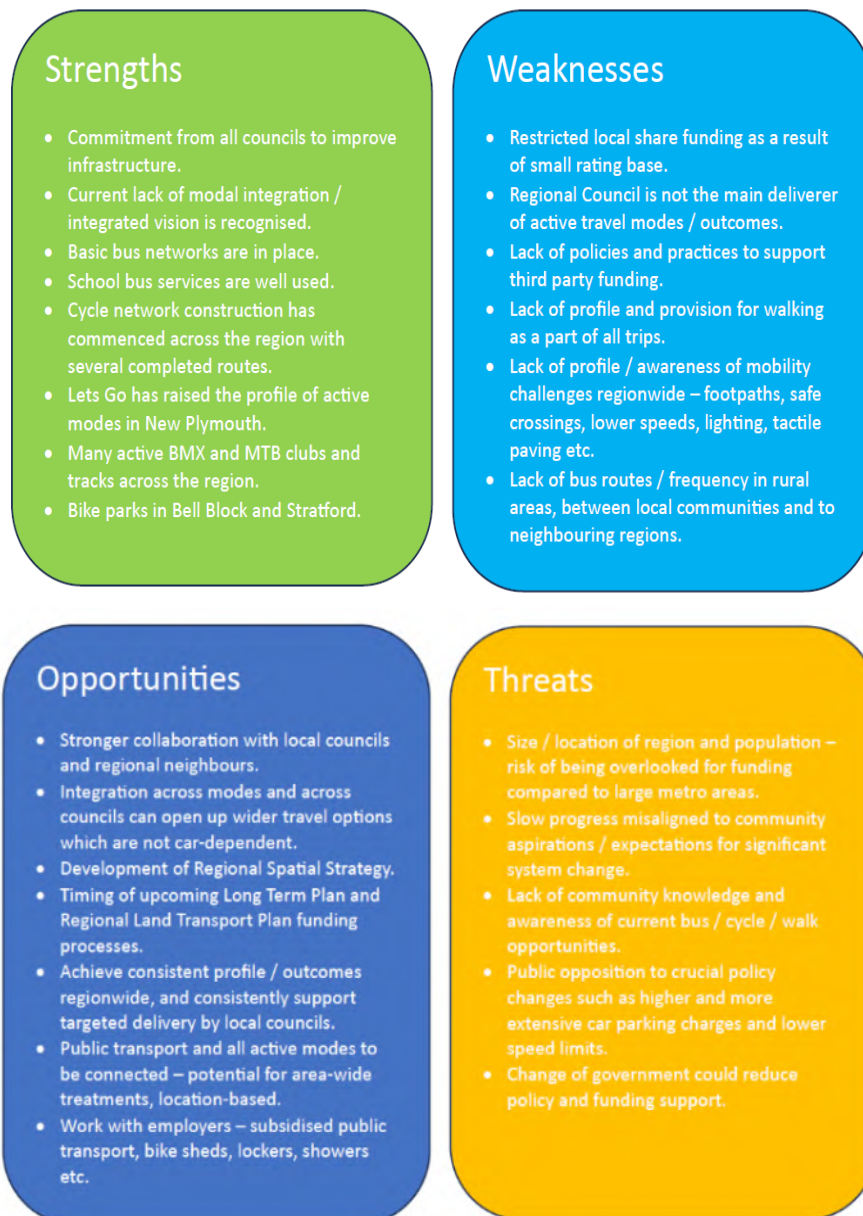 Strengths
• Commitment from all councils to improve
infrastructure.
• Current lack of modal integration /
integrated vision is recognised.
• Basic bus networks are in place.
• School bus services are well used.
• Cycle network construction has
commenced across the region with
several completed routes.
• Lets Go has raised the profile of active
modes in New Plymouth.
• Many active BMX and MTB clubs and
tracks across the region.
• Bike parks in Bell Block and Stratford.
Weaknesses
• Restricted local share funding as a result
of small rating base.
• Regional Council is not the main deliverer
of active travel modes / outcomes.
• Lack of policies and practices to support
third party funding.
• Lack of profile and provision for walking
as a part of all trips.
• Lack of profile / awareness of mobility
challenges regionwide – footpaths, safe
crossings, lower speeds, lighting, tactile
paving etc.
• Lack of bus routes / frequency in rural
areas, between local communities and to
neighbouring regions.
Opportunities
• Stronger collaboration with local councils
and regional neighbours.
• Integration across modes and across
councils can open up wider travel options
which are not car-dependent.
• Development of Regional Spatial Strategy.
• Timing of upcoming Long Term Plan and
Regional Land Transport Plan funding
processes.
• Achieve consistent profile / outcomes
regionwide, and consistently support
targeted delivery by local councils.
• Public transport and all active modes to
be connected – potential for area-wide
treatments, location-based.
• Work with employers – subsidised public
transport, bike sheds, lockers, showers
etc.
Threats
• Size / location of region and population –
risk of being overlooked for funding
compared to large metro areas.
• Slow progress misaligned to community
aspirations / expectations for significant
system change.
• Lack of community knowledge and
awareness of current bus / cycle / walk
opportunities.
• Public opposition to crucial policy
changes such as higher and more
extensive car parking charges and lower
speed limits.
• Change of government could reduce
policy and funding support.